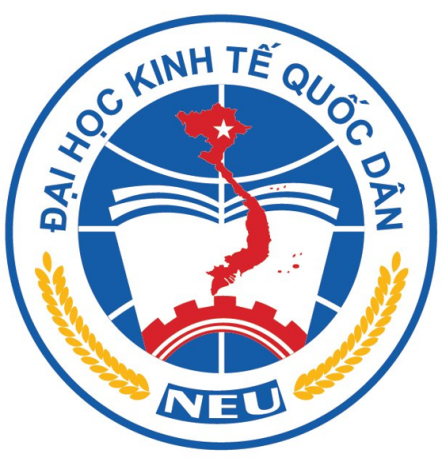 ĐẠI HỌC KINH TẾ QUỐC DÂN
NEU